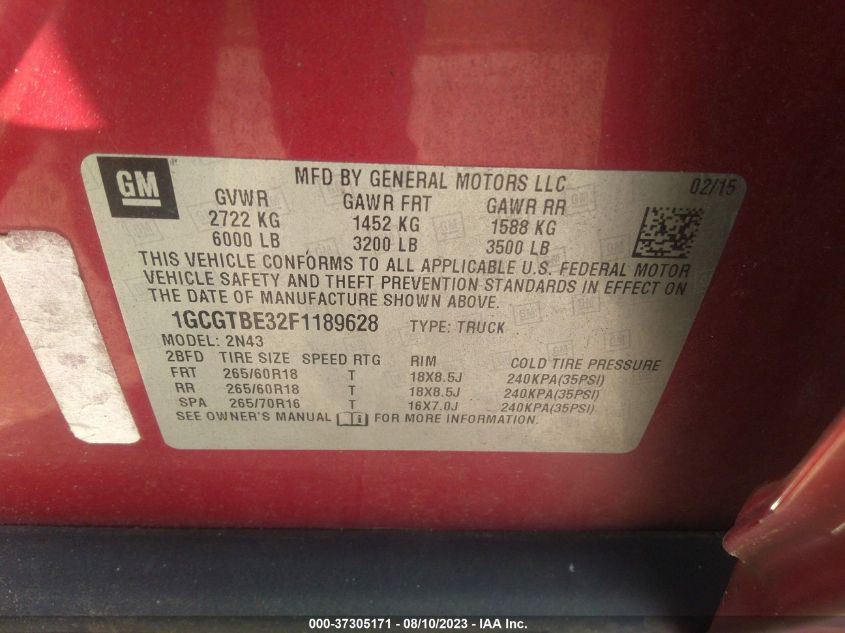 GM
MFD BY GENERAL MOTORS LLC
02/15
GVWR GAWR FRT GAWR RR
2722 KG 1452 KG 1588 KG
6000 LB 3200 LB 3500 LB
THIS VEHICLE CONFORMS TO ALL APPLICABLE U.S. FEDERAL MOTOR
VEHICLE SAFETY AND THEFT PREVENTION STANDARDS IN EFFECT ON
THE DATE OF MANUFACTURE SHOWN ABOVE.
1GCGTBE32F1189628 TYPE: TRUCK
MODEL: 2N43
2BFD TIRE SIZE SPEED RTG RIM COLD TIRE PRESSURE
FRT 265/60R18 T 18X8.5J 240KPA(35PSI)
RR 265/60R18 T 18X8.5J 240KPA(35PSI)
SPA 265/70R16 T 16X7.0J 240KPA(35PSI)
SEE OWNER'S MANUAL FOR MORE INFORMATION.
000-37305171 - 08/10/2023 - IAA Inc.